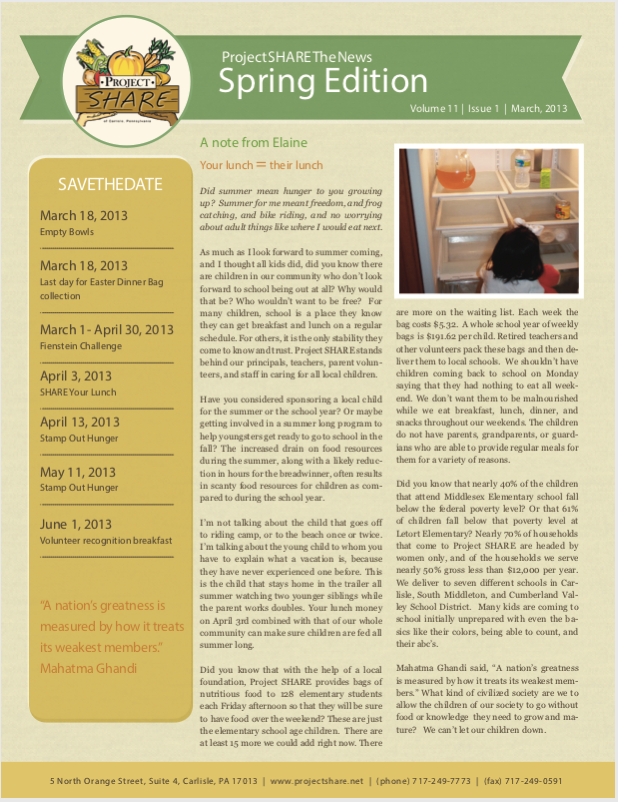 PROJECT
SHARE
of Carlisle, Pennsylvania
ProjectSHARETheNews
Spring Edition
Volume 11 | Issue 1 | March, 2013
SAVETHEDATE
March 18, 2013
Empty Bowls
March 18, 2013
Last day for Easter Dinner Bag
collection
March 1- April 30, 2013
Fienstein Challenge
April 3, 2013
SHARE Your Lunch
April 13, 2013
Stamp Out Hunger
May 11, 2013
Stamp Out Hunger
June 1, 2013
Volunteer recognition breakfast
“A nation’s greatness is
measured by how it treats
its weakest members.”
Mahatma Ghandi
A note from Elaine
Your lunch = their lunch
Did summer mean hunger to you growing
up? Summer for me meant freedom, and frog
catching, and bike riding, and no worrying
about adult things like where I would eat next.
As much as I look forward to summer coming,
and I thought all kids did, did you know there
are children in our community who don’t look
forward to school being out at all? Why would
that be? Who wouldn’t want to be free? For
many children, school is a place they know
they can get breakfast and lunch on a regular
schedule. For others, it is the only stability they
come to know and trust. Project SHARE stands
behind our principals, teachers, parent volun-
teers, and staff in caring for all local children.
Have you considered sponsoring a local child
for the summer or the school year? Or maybe
getting involved in a summer long program to
help youngsters get ready to go to school in the
fall? The increased drain on food resources
during the summer, along with a likely reduc-
tion in hours for the breadwinner, often results
in scanty food resources for children as com-
pared to during the school year.
I’m not talking about the child that goes off
to riding camp, or to the beach once or twice.
I’m talking about the young child to whom you
have to explain what a vacation is, because
they have never experienced one before. This
is the child that stays home in the trailer all
summer watching two younger siblings while
the parent works doubles. Your lunch money
on April 3rd combined with that of our whole
community can make sure children are fed all
summer long.
Did you know that with the help of a local
foundation, Project SHARE provides bags of
nutritious food to 128 elementary students
each Friday afternoon so that they will be sure
to have food over the weekend? These are just
the elementary school age children. There are
at least 15 more we could add right now. There
are more on the waiting list. Each week the
bag costs $5.32. A whole school year of weekly
bags is $191.62 per child. Retired teachers and
other volunteers pack these bags and then de-
liver them to local schools. We shouldn’t have
children coming back to school on Monday
saying that they had nothing to eat all week-
end. We don’t want them to be malnourished
while we eat breakfast, lunch, dinner, and
snacks throughout our weekends. The children
do not have parents, grandparents, or guard-
ians who are able to provide regular meals for
them for a variety of reasons.
Did you know that nearly 40% of the children
that attend Middlesex Elementary school fall
below the federal poverty level? Or that 61%
of children fall below that poverty level at
Letort Elementary? Nearly 70% of households
that come to Project SHARE are headed by
women only, and of the households we serve
nearly 50% gross less than $12,000 per year.
We deliver to seven different schools in Car-
lisle, South Middleton, and Cumberland Val-
ley School District. Many kids are coming to
school initially unprepared with even the ba-
sics like their colors, being able to count, and
their abc’s.
Mahatma Ghandi said, “A nation’s greatness
is measured by how it treats its weakest mem-
bers.” What kind of civilized society are we to
allow the children of our society to go without
food or knowledge they need to grow and ma-
ture? We can’t let our children down.
5 North Orange Street, Suite 4, Carlisle, PA 17013 | www.projectshare.net | (phone) 717-249-7773 | (fax) 717-249-0591